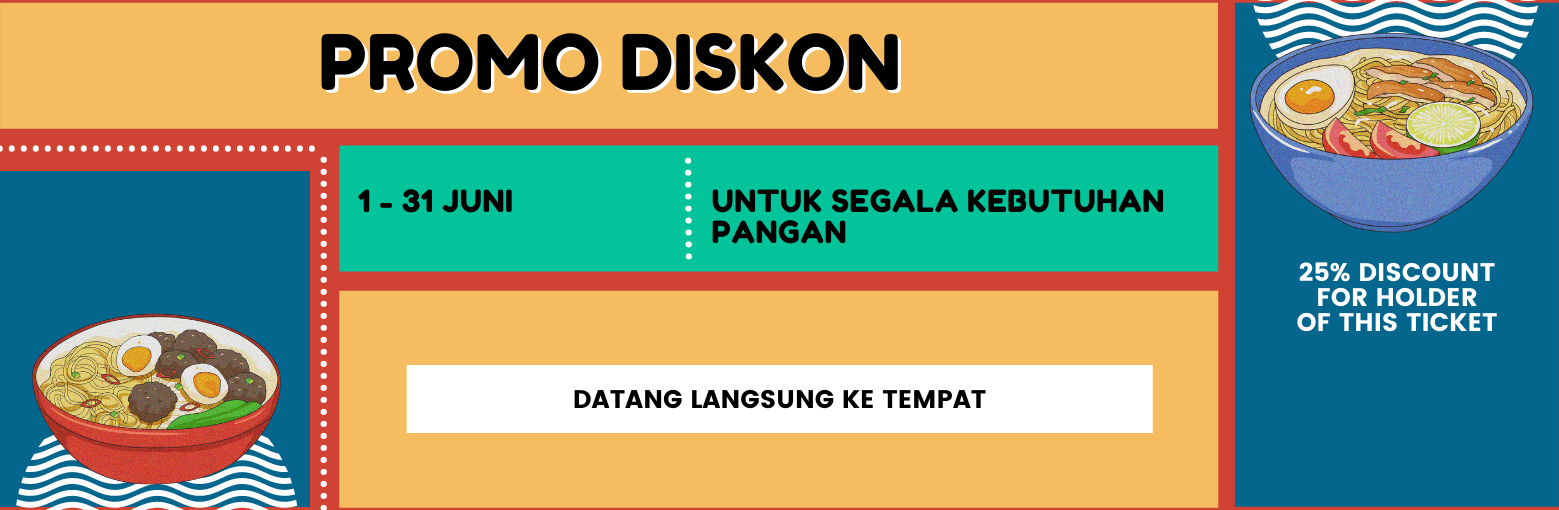 PROMO DISKON
1 - 31 JUNI
UNTUK SEGALA KEBUTUHAN
PANGAN
DATANG LANGSUNG KE TEMPAT
25% DISCOUNT
FOR HOLDER
OF THIS TICKET